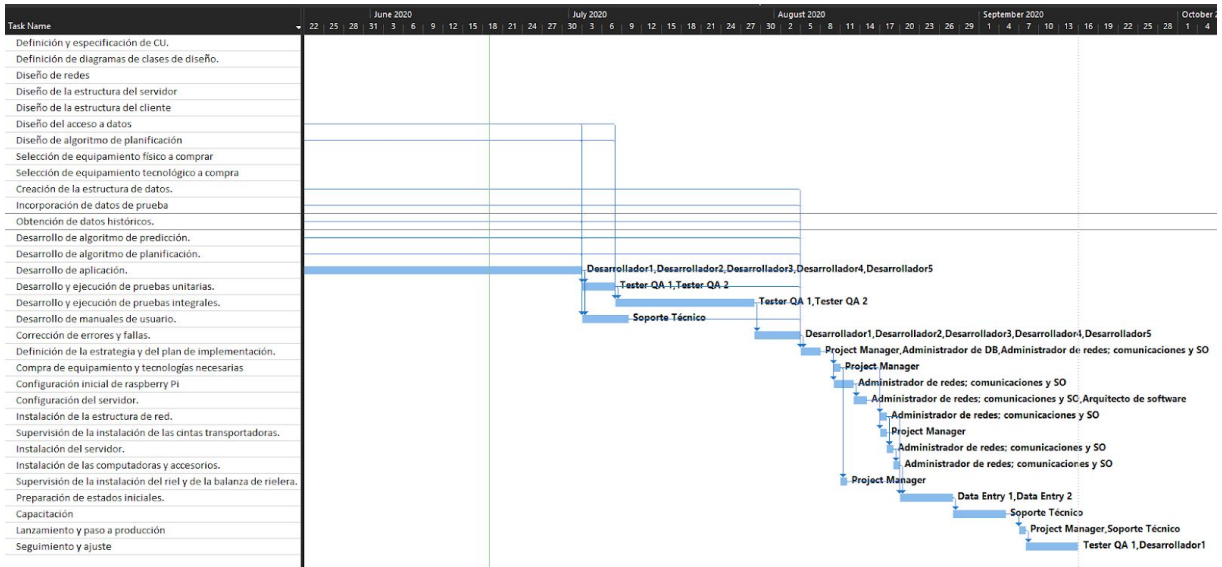 June 2020 July 2020 August 2020 September 2020 October 2
Task Name 22 25 28 31 3 6 9 12 15 18 21 24 27 30 3 6 9 12 15 18 21 24 27 30 2 5 8 11 14 17 20 23 26 29 1 4 7 10 13 16 19 22 25 28 1 4
Definición y especificación de CU.
Definición de diagramas de clases de diseño.
Diseño de redes
Diseño de la estructura del servidor
Diseño de la estructura del cliente
Diseño del acceso a datos
Diseño de algoritmo de planificación
Selección de equipamiento físico a comprar
Selección de equipamiento tecnológico a compra
Creación de la estructura de datos.
Incorporación de datos de prueba
Obtención de datos históricos.
Desarrollo de algoritmo de predicción.
Desarrollo de algoritmo de planificación.
Desarrollo de aplicación. Desarrollador1,Desarrollador2,Desarrollador3,Desarrollador4,Desarrollador5
Desarrollo y ejecución de pruebas unitarias. Tester QA 1,Tester QA 2
Desarrollo y ejecución de pruebas integrales. Tester QA 1,Tester QA 2
Desarrollo de manuales de usuario. Soporte Técnico
Corrección de errores y fallas. Desarrollador1,Desarrollador2,Desarrollador3,Desarrollador4,Desarrollador5
Definición de la estrategia y del plan de implementación. Project Manager,Administrador de DB,Administrador de redes; comunicaciones y SO
Compra de equipamiento y tecnologías necesarias Project Manager
Configuración inicial de raspberry Pi Administrador de redes; comunicaciones y SO
Configuración del servidor. Administrador de redes; comunicaciones y SO,Arquitecto de software
Instalación de la estructura de red. Administrador de redes; comunicaciones y SO
Supervisión de la instalación de las cintas transportadoras. Project Manager
Instalación del servidor. Administrador de redes; comunicaciones y SO
Instalación de las computadoras y accesorios. Administrador de redes; comunicaciones y SO
Supervisión de la instalación del riel y de la balanza de rielera. Project Manager
Preparación de estados iniciales. Data Entry 1,Data Entry 2
Capacitación Soporte Técnico
Lanzamiento y paso a producción Project Manager,Soporte Técnico
Seguimiento y ajuste Tester QA 1,Desarrollador1